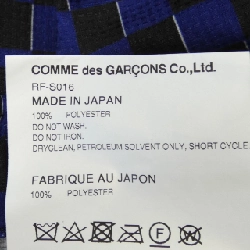 COMME des GARÇONS Co.,Ltd.
RF-S016
MADE IN JAPAN
100% POLYESTER
DO NOT WASH.
DO NOT IRON.
DRYCLEAN, PETROLEUM SOLVENT ONLY, SHORT CYCLE.
FABRIQUE AU JAPON
100% POLYESTER